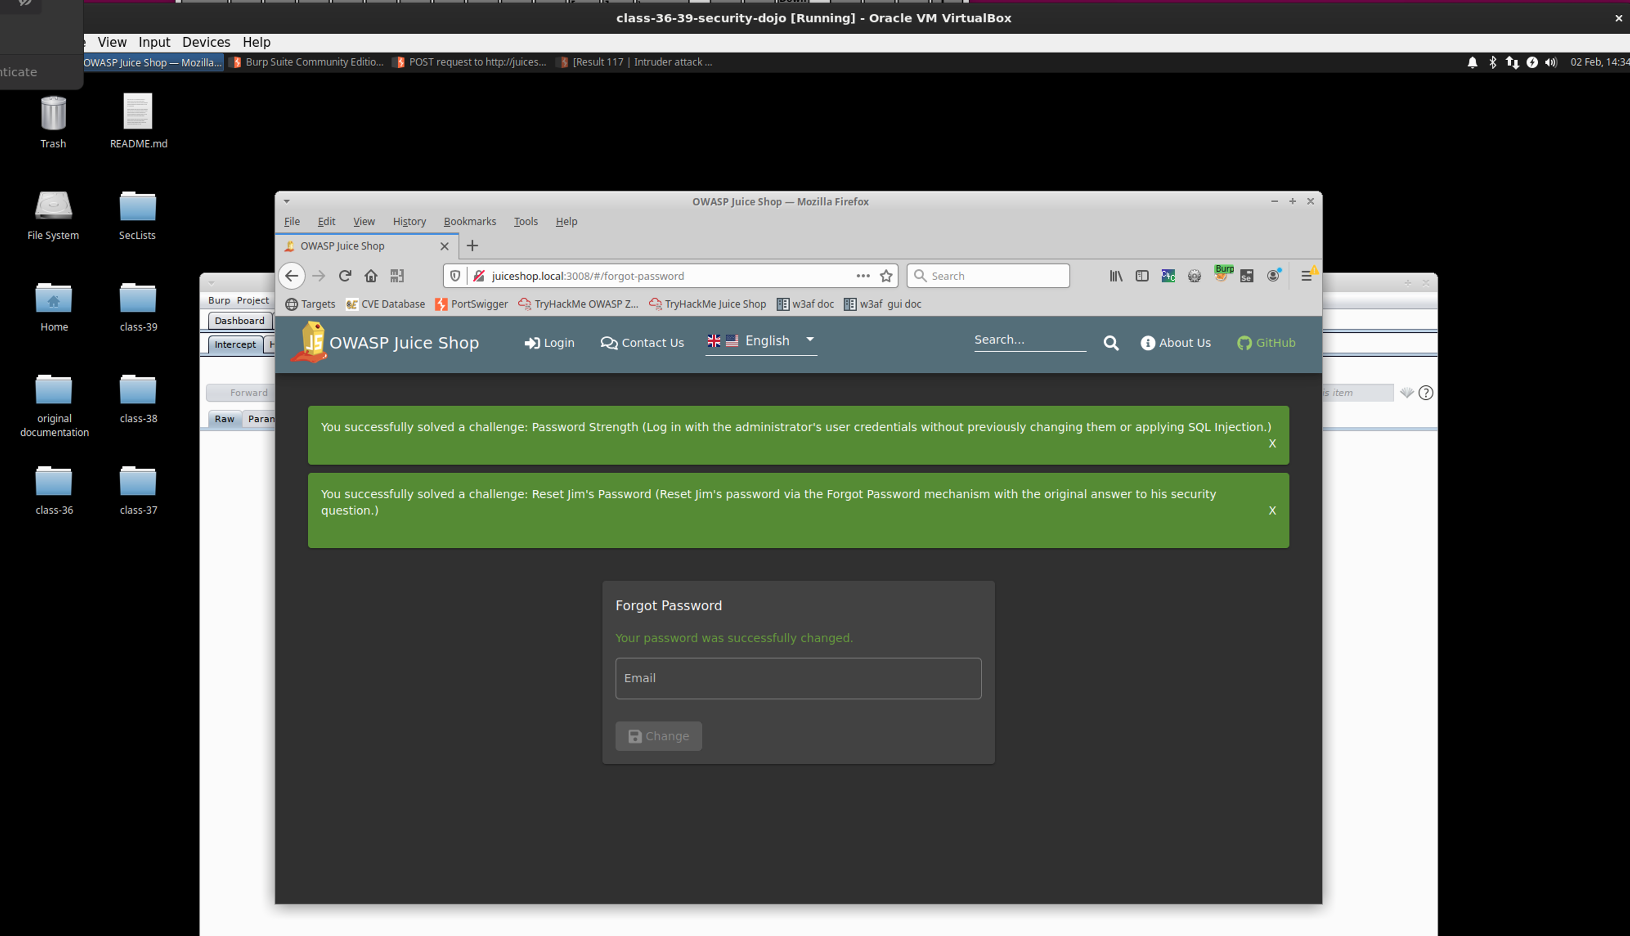 class-36-39-security-dojo [Running] - Oracle VM VirtualBox
View Input Devices Help
nticate
OWASP Juice Shop — Mozilla... Burp Suite Community Editio... POST request to http://juices... [Result 117 | Intruder attack ... 02 Feb, 14:34
Trash README.md
File System SecLists
Home class-39
original documentation class-38
class-36 class-37
Burp Project
Dashboard
Intercept H
Forward
Raw Paran
is item
?
OWASP Juice Shop — Mozilla Firefox
File Edit View History Bookmarks Tools Help
OWASP Juice Shop
juiceshop.local:3008/#/forgot-password Search
Burp
Targets CVE Database PortSwigger TryHackMe OWASP Z... TryHackMe Juice Shop w3af doc w3af gui doc
OWASP Juice Shop Login Contact Us English Search... About Us GitHub
You successfully solved a challenge: Password Strength (Log in with the administrator's user credentials without previously changing them or applying SQL Injection.)
X
You successfully solved a challenge: Reset Jim's Password (Reset Jim's password via the Forgot Password mechanism with the original answer to his security
question.)
X
Forgot Password
Your password was successfully changed.
Email
Change